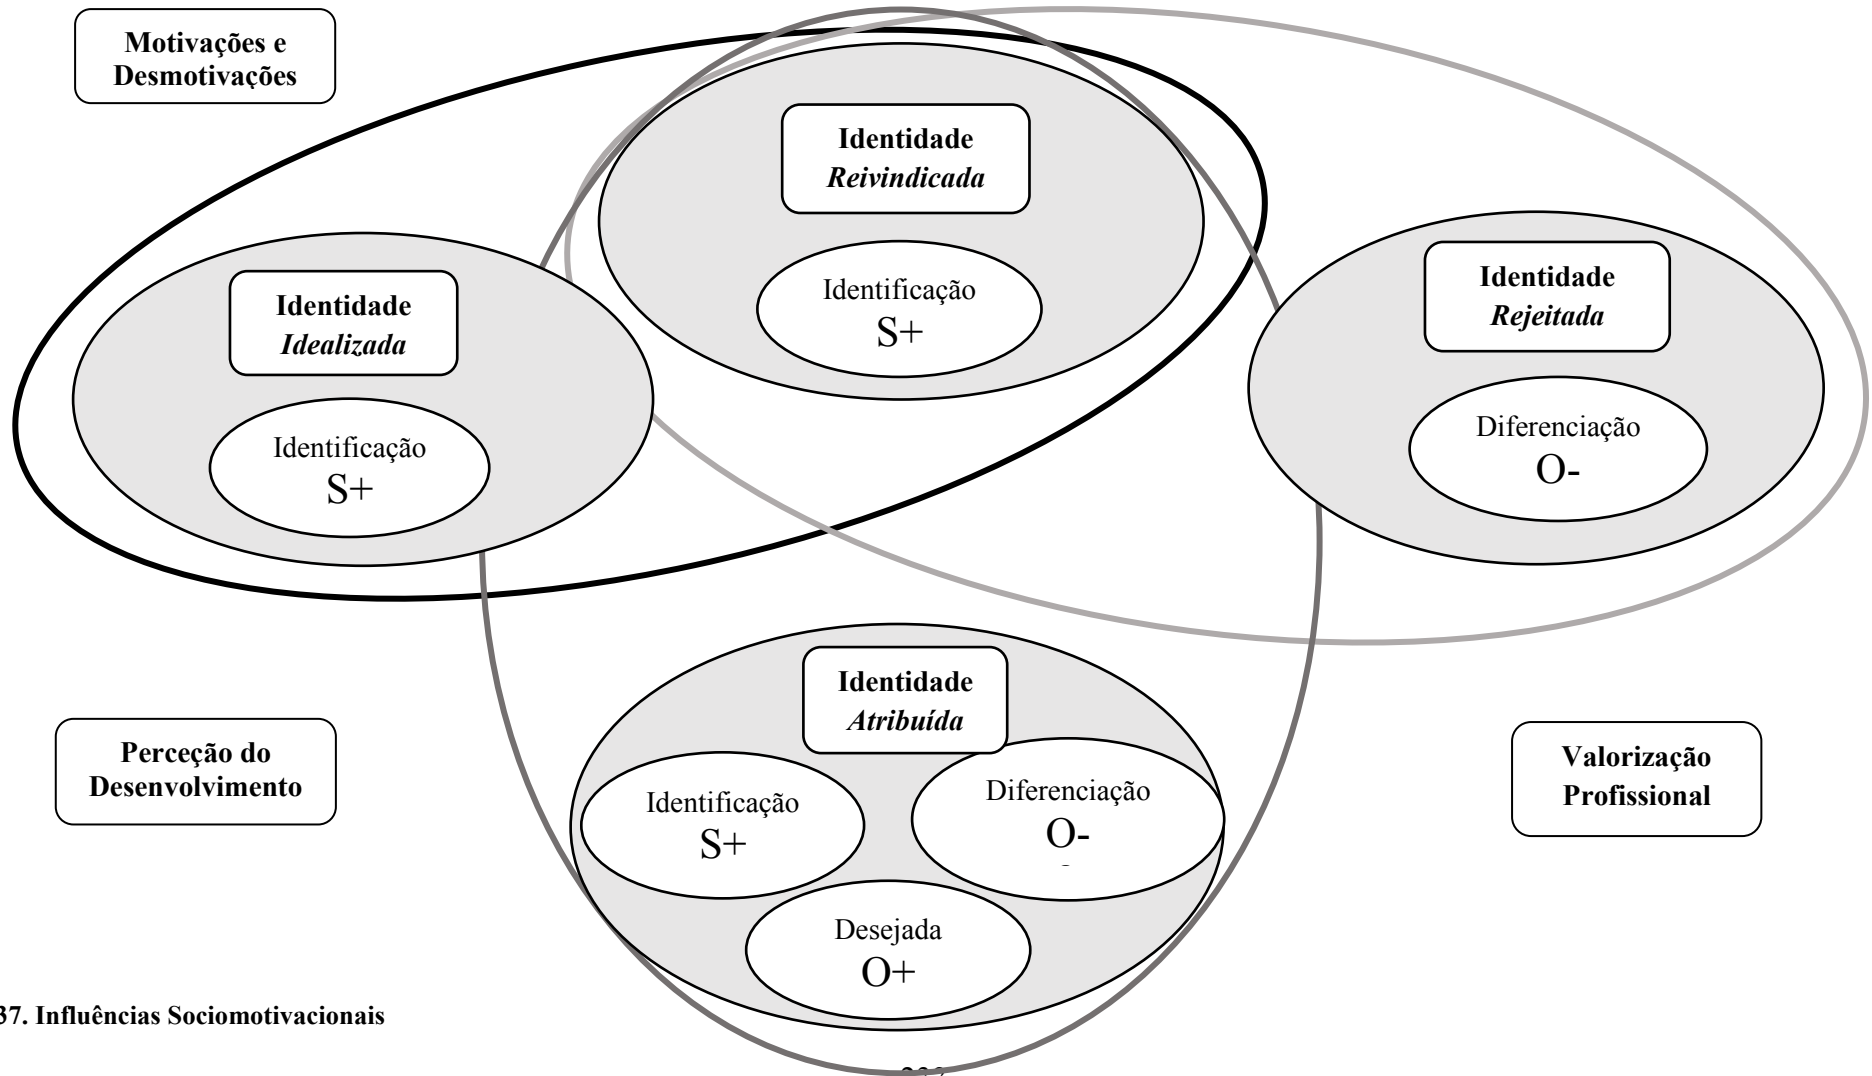 Motivações e
Desmotivações
Identidade
Reivindicada
Identificação
S+
Identidade
Idealizada
Identificação
S+
Identidade
Rejeitada
Diferenciação
O-
Identidade
Atribuída
Identificação
S+
Diferenciação
O-
Desejada
O+
Perceção do
Desenvolvimento
Valorização
Profissional
37. Influências Sociomotivacionais